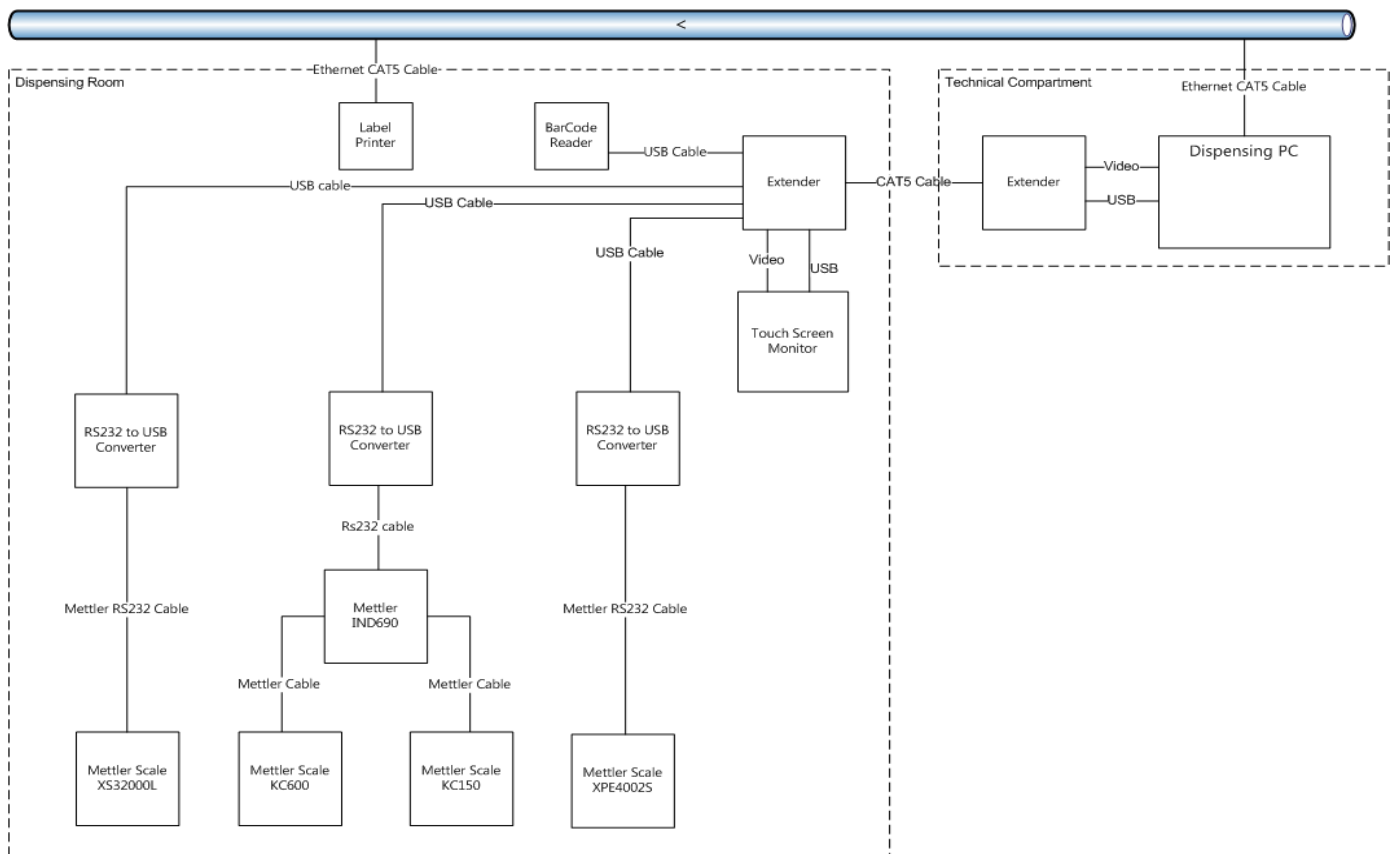 <
Ethernet CAT5 Cable
Dispensing Room
Technical Compartment
Ethernet CAT5 Cable
Label
Printer
BarCode
Reader
USB Cable
Extender
CAT5 Cable
Extender
Video
USB
Dispensing PC
USB cable
USB Cable
USB Cable
Video
USB
Touch Screen
Monitor
RS232 to USB
Converter
RS232 to USB
Converter
RS232 to USB
Converter
Rs232 cable
Mettler RS232 Cable
Mettler
IND690
Mettler RS232 Cable
Mettler Cable
Mettler Cable
Mettler Scale
XS32000L
Mettler Scale
KC600
Mettler Scale
KC150
Mettler Scale
XPE4002S